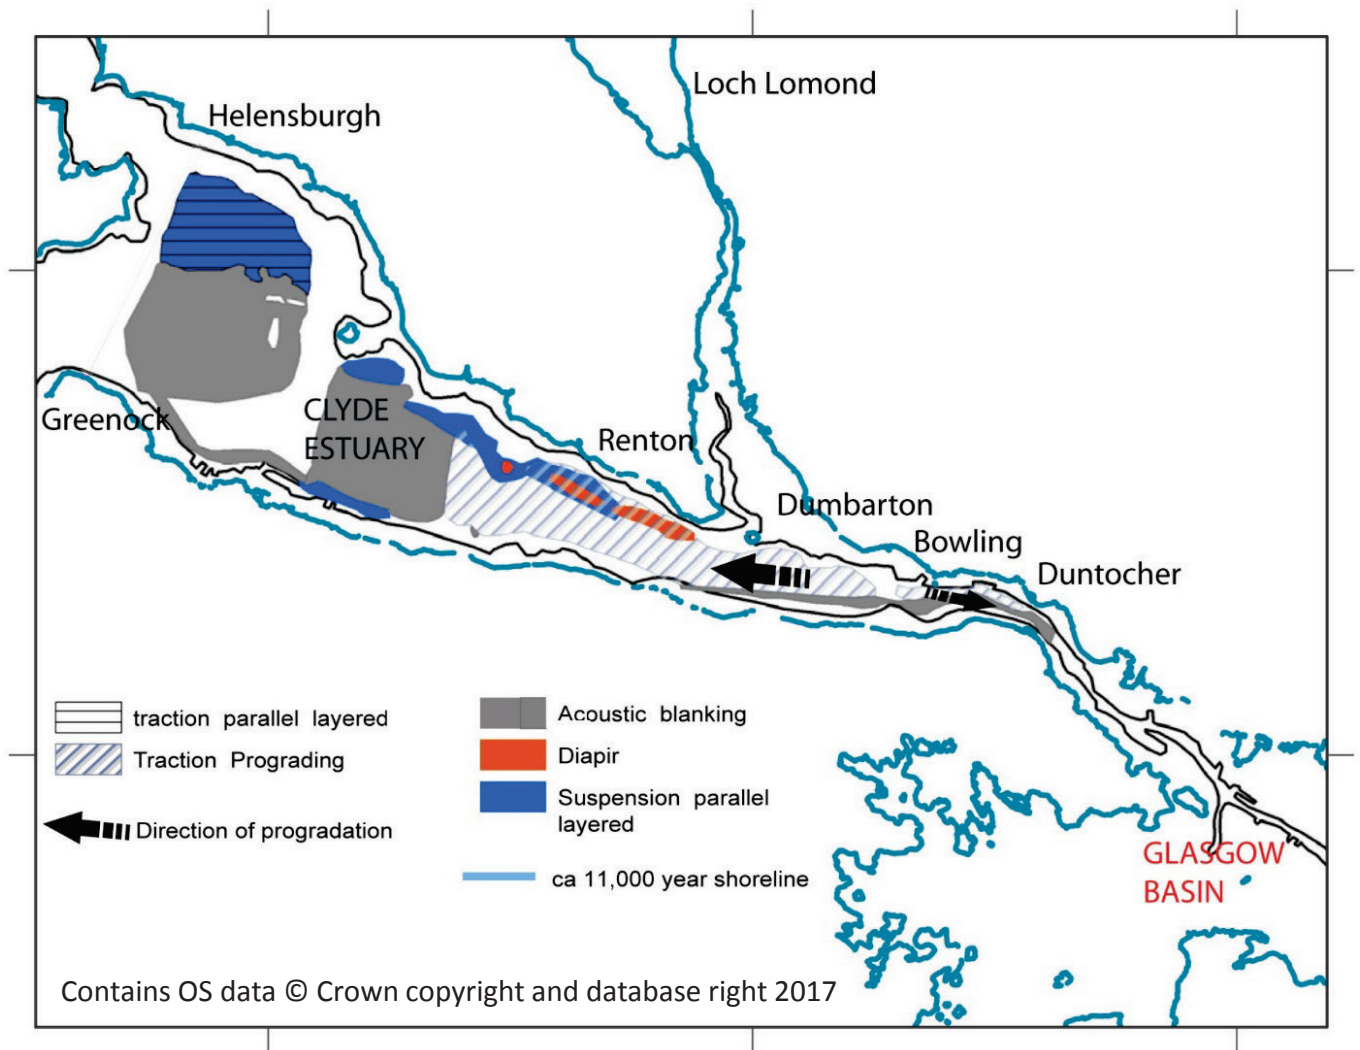 Loch Lomond
Helensburgh
Greenock
CLYDE
ESTUARY
Renton
Dumbarton
Bowling
Duntocher
traction parallel layered
Traction Prograding
Direction of progradation
Acoustic blanking
Diapir
Suspension parallel
layered
ca 11,000 year shoreline
GLASGOW
BASIN
Contains OS data © Crown copyright and database right 2017